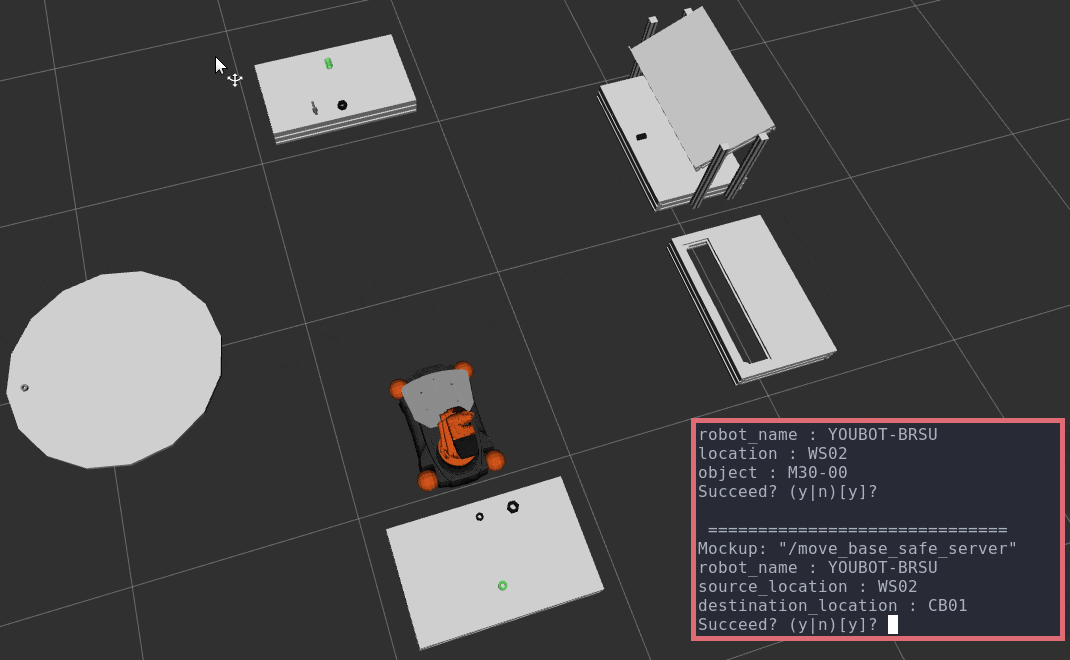 robot_name : YOUBOT-BRSU
location : WS02
object : M30-00
Succeed? (y|n)[y]?
==============================
Mockup: "/move_base_safe_server"
robot_name : YOUBOT-BRSU
source_location : WS02
destination_location : CB01
Succeed? (y|n)[y]?